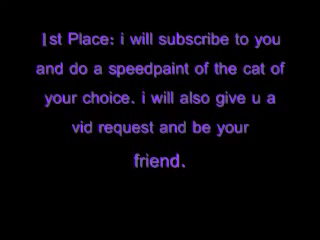 1st Place: i will subscribe to you
and do a speedpaint of the cat of
your choice. i will also give u a
vid request and be your
friend.